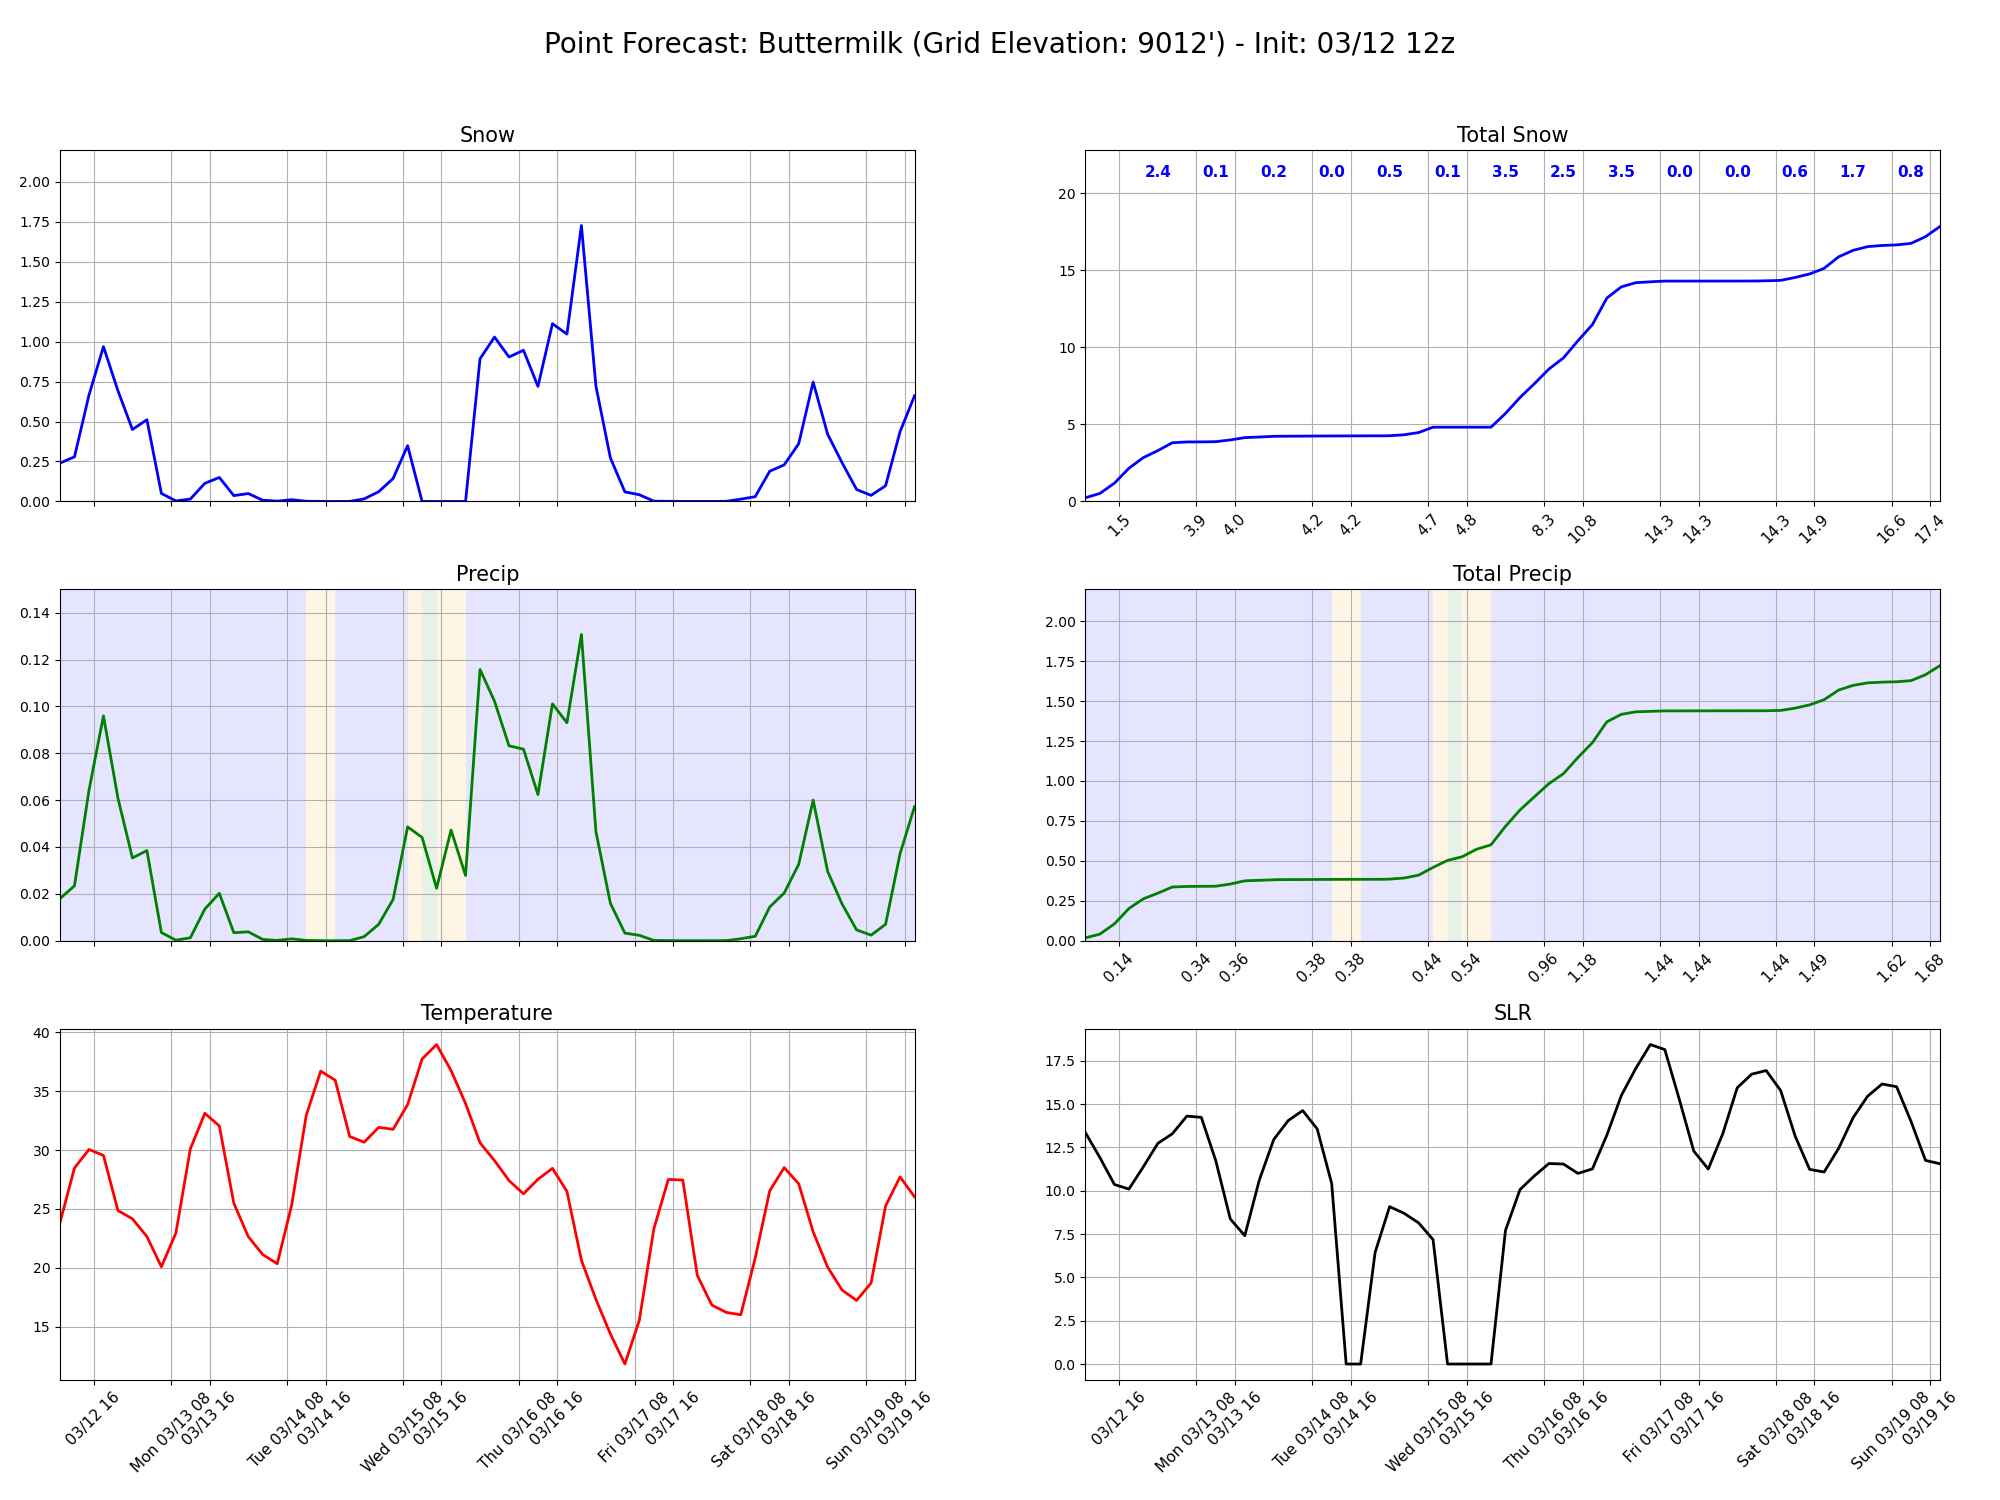 Point Forecast: Buttermilk (Grid Elevation: 9012') - Init: 03/12 12z
Snow
2.00
1.75
1.50
1.25
1.00
0.75
0.50
0.25
0.00
Total Snow
2.4 0.1 0.2 0.0 0.5 0.1 3.5 2.5 3.5 0.0 0.0 0.6 1.7 0.8
20
15
10
5
0
1.5 3.9 4.0 4.2 4.2 4.7 4.8 8.3 10.8 14.3 14.3 14.3 14.9 16.6 17.4
Precip
0.14
0.12
0.10
0.08
0.06
0.04
0.02
0.00
Total Precip
2.00
1.75
1.50
1.25
1.00
0.75
0.50
0.25
0.00
0.14 0.34 0.36 0.38 0.38 0.44 0.54 0.96 1.18 1.44 1.44 1.44 1.49 1.62 1.68
Temperature
40
35
30
25
20
15
03/12 16
Mon 03/13 08
03/13 16
Tue 03/14 08
03/14 16
Wed 03/15 08
03/15 16
Thu 03/16 08
03/16 16
Fri 03/17 08
03/17 16
Sat 03/18 08
03/18 16
Sun 03/19 08
03/19 16
SLR
17.5
15.0
12.5
10.0
7.5
5.0
2.5
0.0
03/12 16
Mon 03/13 08
03/13 16
Tue 03/14 08
03/14 16
Wed 03/15 08
03/15 16
Thu 03/16 08
03/16 16
Fri 03/17 08
03/17 16
Sat 03/18 08
03/18 16
Sun 03/19 08
03/19 16